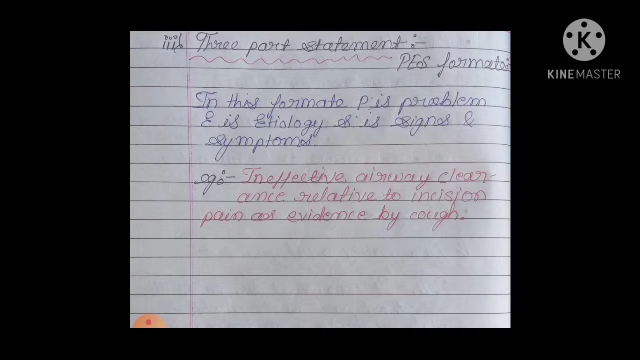 iii) Three part statement :-
PES formate:
In this formate P is problem
E is Etiology S is signs &
symptoms.
eg:- Ineffective airway clear-
ance relative to incision
pain as evidence by cough.
K
KINEMASTER